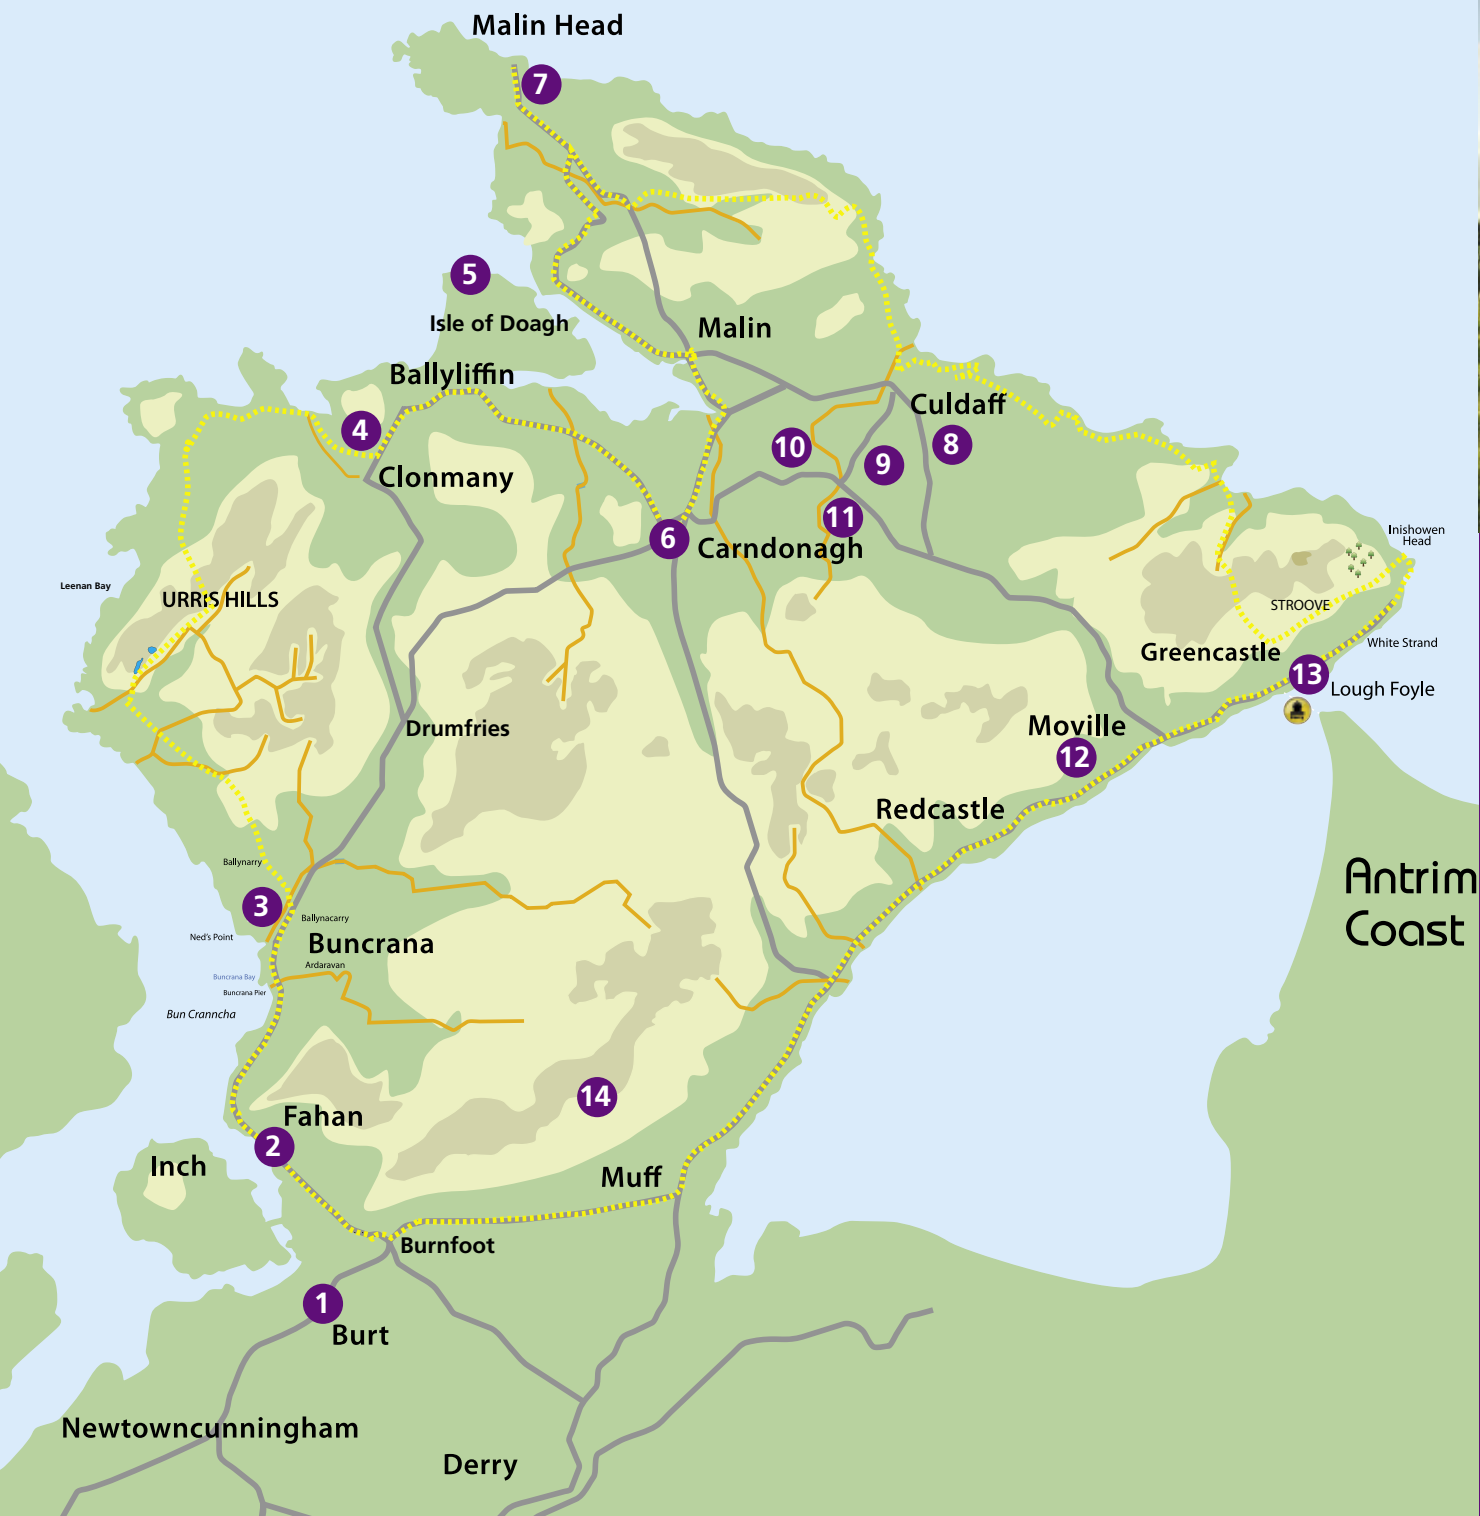 Malin Head
7
5
Isle of Doagh
Malin
Ballyliffin
Culdaff
4
10
8
9
Clonmany
11
6
Carndonagh
Inishowen
Head
Leenan Bay
URRIS HILLS
STROOVE
White Strand
Greencastle
13
Lough Foyle
Drumfries
Moville
12
Redcastle
Ballynarry
Antrim
Coast
3
Ballynacarry
Ned's Point
Buncrana
Ardaravan
Buncrana Bay
Buncrana Pier
Bun Cranncha
14
Fahan
2
Inch
Muff
Burnfoot
1
Burt
Newtowncunningham
Derry